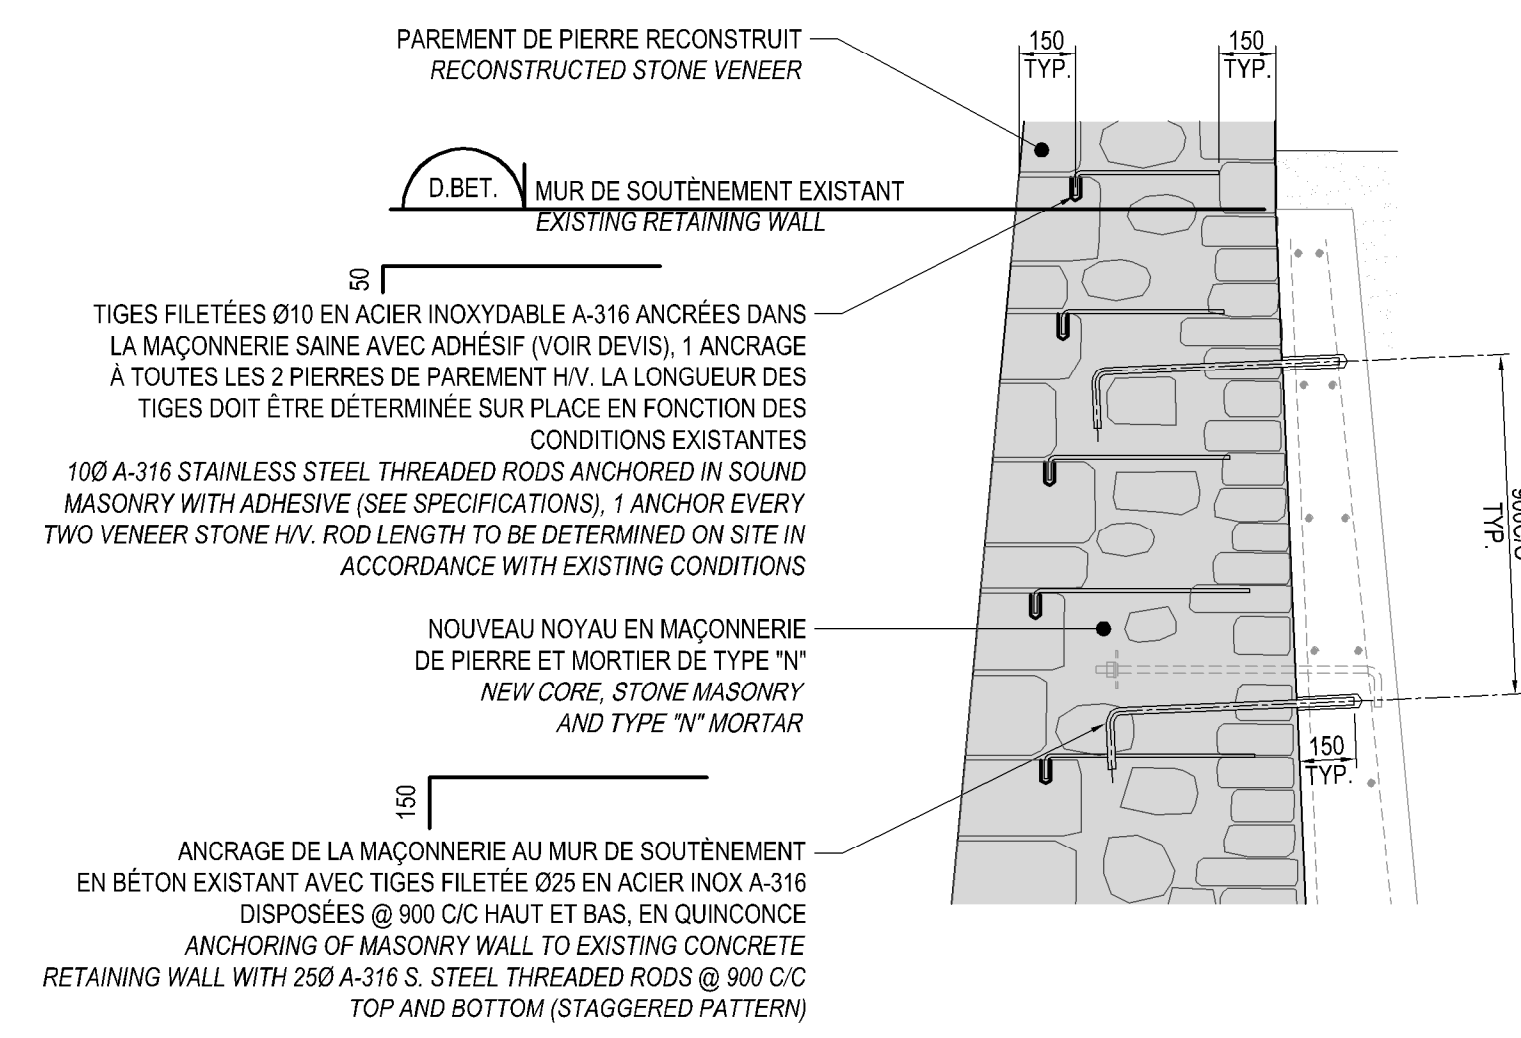 PAREMENT DE PIERRE RECONSTRUIT
RECONSTRUCTED STONE VENEER
150
TYP.
150
TYP.
D.BET.
MUR DE SOUTÈNEMENT EXISTANT
EXISTING RETAINING WALL
50
TIGES FILETÉES Ø10 EN ACIER INOXYDABLE A-316 ANCRÉES DANS
LA MAÇONNERIE SAINE AVEC ADHÉSIF (VOIR DEVIS), 1 ANCRAGE
À TOUTES LES 2 PIERRES DE PAREMENT H/V. LA LONGUEUR DES
TIGES DOIT ÊTRE DÉTERMINÉE SUR PLACE EN FONCTION DES
CONDITIONS EXISTANTES
10Ø A-316 STAINLESS STEEL THREADED RODS ANCHORED IN SOUND
MASONRY WITH ADHESIVE (SEE SPECIFICATIONS), 1 ANCHOR EVERY
TWO VENEER STONE H/V. ROD LENGTH TO BE DETERMINED ON SITE IN
ACCORDANCE WITH EXISTING CONDITIONS
TYP.
NOUVEAU NOYAU EN MAÇONNERIE
DE PIERRE ET MORTIER DE TYPE "N"
NEW CORE, STONE MASONRY
AND TYPE "N" MORTAR
150
TYP.
150
ANCRAGE DE LA MAÇONNERIE AU MUR DE SOUTÈNEMENT
EN BÉTON EXISTANT AVEC TIGES FILETÉE Ø25 EN ACIER INOX A-316
DISPOSÉES @ 900 C/C HAUT ET BAS, EN QUINCONCE
ANCHORING OF MASONRY WALL TO EXISTING CONCRETE
RETAINING WALL WITH 25Ø A-316 S. STEEL THREADED RODS @ 900 C/C
TOP AND BOTTOM (STAGGERED PATTERN)